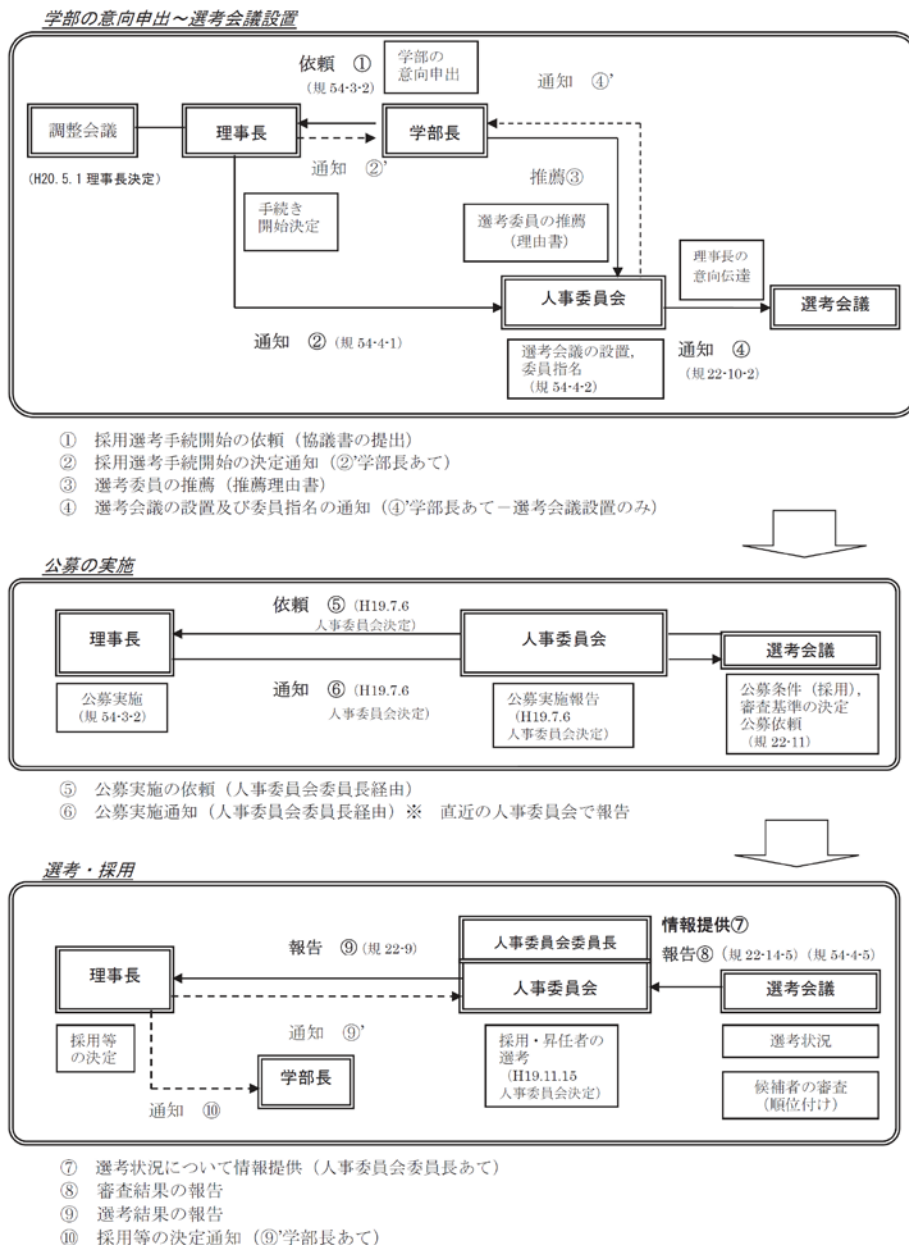 学部の意向申出～選考会議設置
依頼 ①
(規 54-3-2)
学部の
意向申出
通知 ④’
調整会議
理事長
学部長
(H20.5.1 理事長決定)
通知 ②’
推薦③
手続き
開始決定
選考委員の推薦
(理由書)
理事長の
意向伝達
人事委員会
選考会議
通知 ② (規 54-4-1)
選考会議の設置,
委員指名
(規 54-4-2)
通知 ④
(規 22-10-2)
① 採用選考手続開始の依頼（協議書の提出）
② 採用選考手続開始の決定通知（②’学部長あて）
③ 選考委員の推薦（推薦理由書）
④ 選考会議の設置及び委員指名の通知（④’学部長あて－選考会議設置のみ）
公募の実施
依頼 ⑤ (H19.7.6
人事委員会決定)
理事長
人事委員会
選考会議
公募実施
(規 54-3-2)
通知 ⑥ (H19.7.6
人事委員会決定)
公募実施報告
(H19.7.6
人事委員会決定)
公募条件（採用）,
審査基準の決定
公募依頼
(規 22-11)
⑤ 公募実施の依頼（人事委員会委員長経由）
⑥ 公募実施通知（人事委員会委員長経由）※ 直近の人事委員会で報告
選考・採用
情報提供⑦
報告 ⑨ (規 22-9)
人事委員会委員長
報告⑧ (規 22-14-5) (規 54-4-5)
理事長
人事委員会
選考会議
採用等
の決定
通知 ⑨’
学部長
採用・昇任者の
選考
(H19.11.15
人事委員会決定)
選考状況
候補者の審査
(順位付け)
通知 ⑩
⑦ 選考状況について情報提供（人事委員会委員長あて）
⑧ 審査結果の報告
⑨ 選考結果の報告
⑩ 採用等の決定通知（⑨’学部長あて）